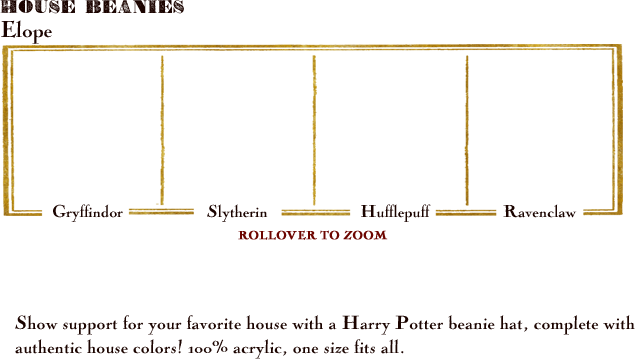 HOUSE BEANIES
Elope
Gryffindor Slytherin Hufflepuff Ravenclaw
ROLLOVER TO ZOOM
Show support for your favorite house with a Harry Potter beanie hat, complete with
authentic house colors! 100% acrylic, one size fits all.